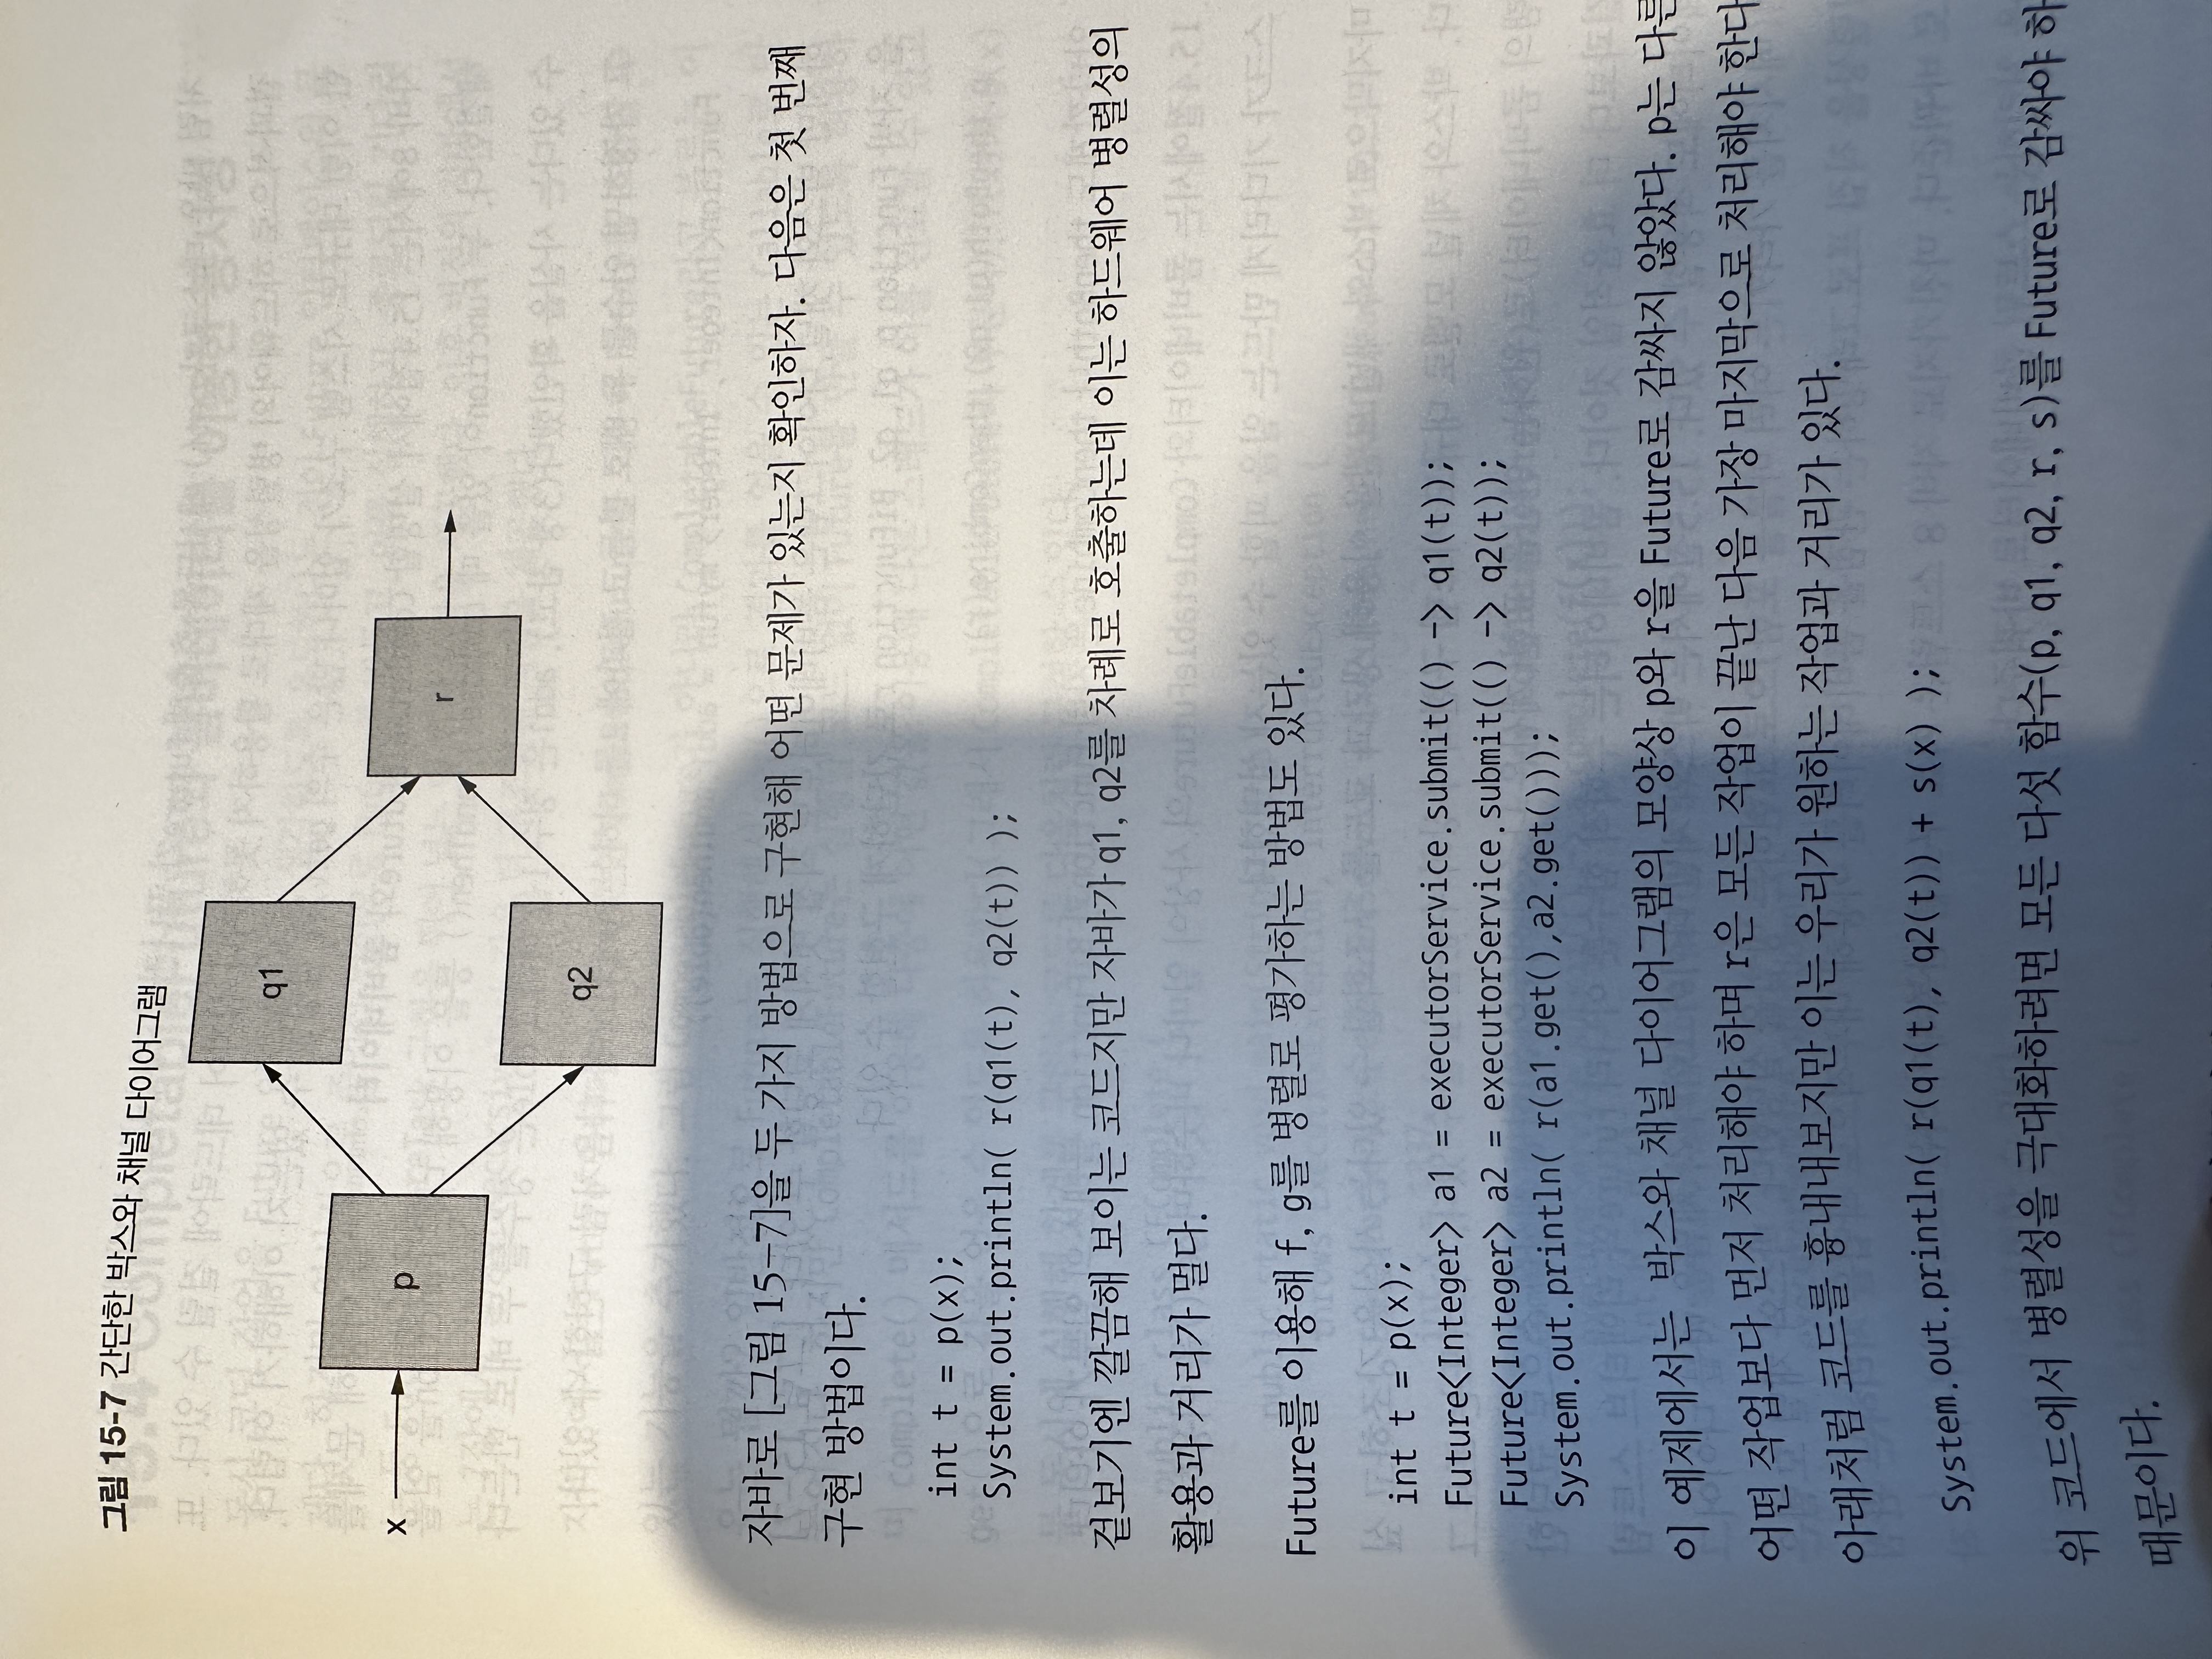 그림 15-7 간단한 박스와 채널 다이어그램
q1
x
p
r
q2
자바로 [그림 15-7]을 두 가지 방법으로 구현해 어떤 문제가 있는지 확인하자. 다음은 첫 번째
구현 방법이다.
int t = p(x);
System.out.println( r(q1(t), q2(t)) );
겉보기엔 깔끔해 보이는 코드지만 자바가 q1, q2를 차례로 호출하는데 이는 하드웨어 병렬성의
활용과 거리가 멀다.
Future를 이용해 f, g를 병렬로 평가하는 방법도 있다.
int t = p(x);
Future<Integer> a1 = executorService.submit(() -> q1(t));
Future<Integer> a2 = executorService.submit(() -> q2(t));
System.out.println( r(a1.get(),a2.get()));
이 예제에서는 박스와 채널 다이어그램의 모양상 p와 r을 Future로 감싸지 않았다. p는 다른
어떤 작업보다 먼저 처리해야 하며 r은 모든 작업이 끝난 다음 가장 마지막으로 처리해야 한다
아래처럼 코드를 흉내내보지만 이는 우리가 원하는 작업과 거리가 있다.
System.out.println( r(q1(t), q2(t)) + s(x) );
위 코드에서 병렬성을 극대화하려면 모든 다섯 함수(p, q1, q2, r, s)를 Future로 감싸야 하
때문이다.